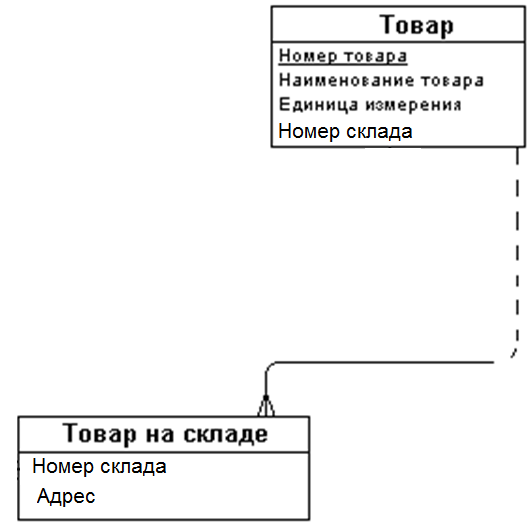 Товар
Номер товара
Наименование товара
Единица измерения
Номер склада
Товар на складе
Номер склада
Адрес